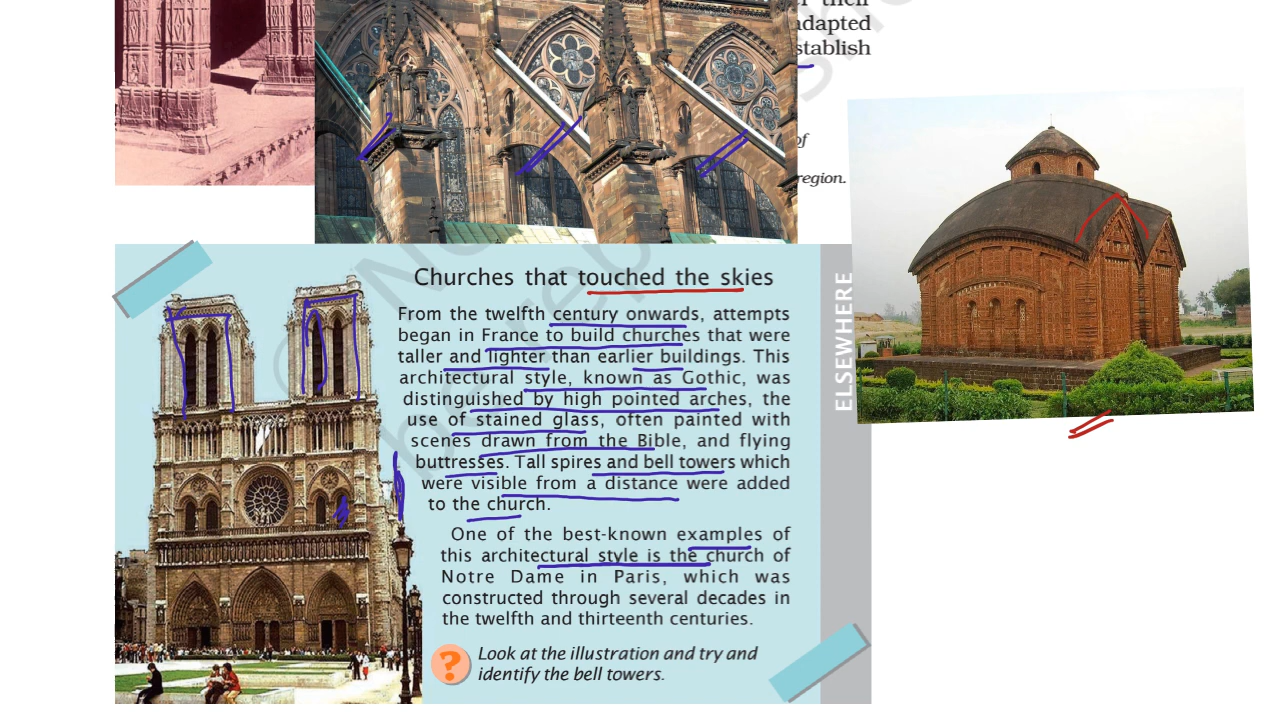 their
adapted
stablish
of
region.
ELSEWHERE
Churches that touched the skies
From the twelfth century onwards, attempts
began in France to build churches that were
taller and lighter than earlier buildings. This
architectural style, known as Gothic, was
distinguished by high pointed arches, the
use of stained glass, often painted with
scenes drawn from the Bible, and flying
buttresses. Tall spires and bell towers which
were visible from a distance were added
to the church.
One of the best-known examples of
this architectural style is the church of
Notre Dame in Paris, which was
constructed through several decades in
the twelfth and thirteenth centuries.
?
Look at the illustration and try and
identify the bell towers.